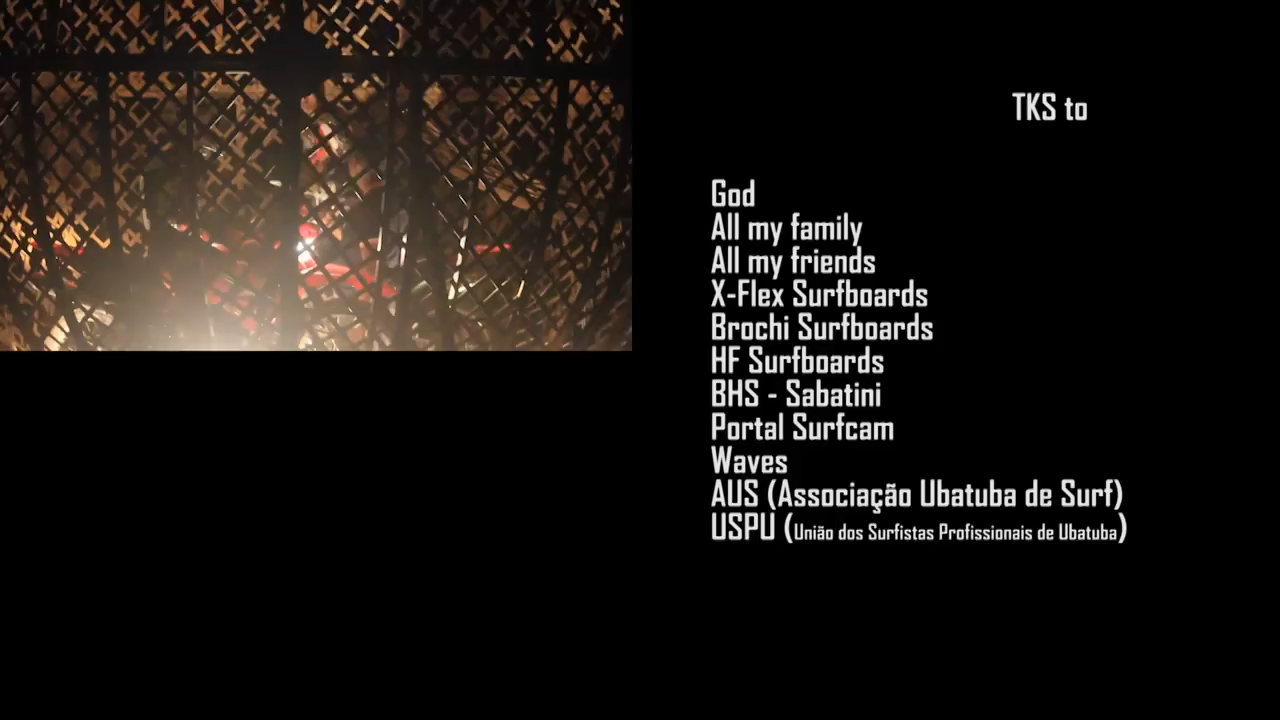 TKS to
God
All my family
All my friends
X-Flex Surfboards
Brochi Surfboards
HF Surfboards
BHS - Sabatini
Portal Surfcam
Waves
AUS (Associação Ubatuba de Surf)
USPU (União dos Surfistas Profissionais de Ubatuba)